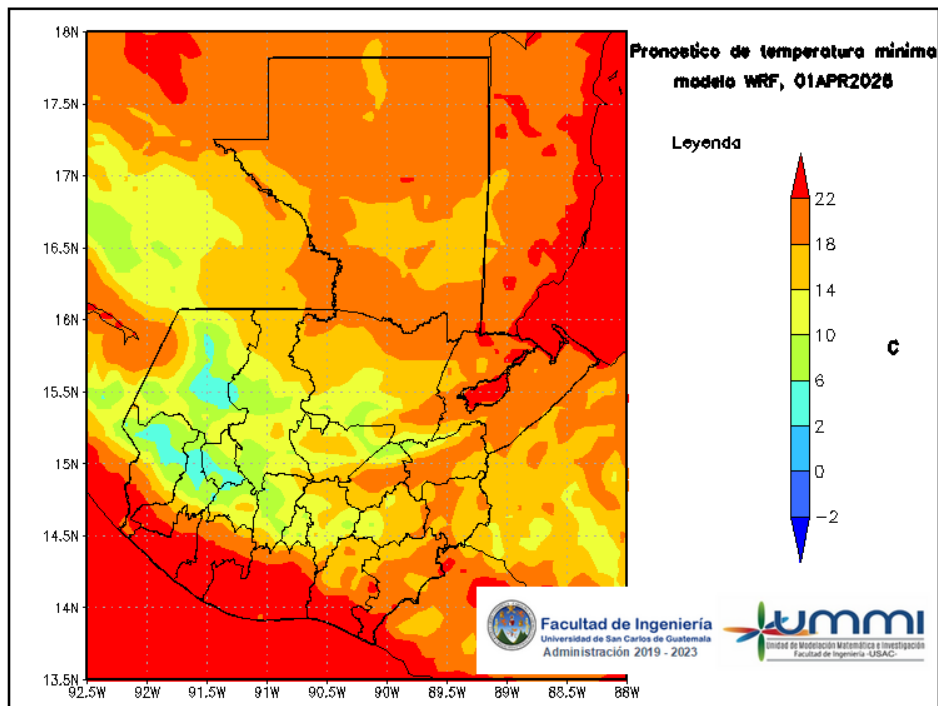 18N
17.5N
17N
16.5N
16N
15.5N
15N
14.5N
14N
13.5N
92.5W 92W 91.5W 91W 90.5W 90W 89.5W 89W 88.5W 88W
Pronostico de temperatura minima
modelo WRF, 01APR2026
Leyenda
22
18
14
10
6
2
0
−2
C
Facultad de Ingeniería
Universidad de San Carlos de Guatemala
Administración 2019 - 2023
UMMI
Unidad de Modelación Matemática e Investigación
Facultad de Ingeniería -USAC-